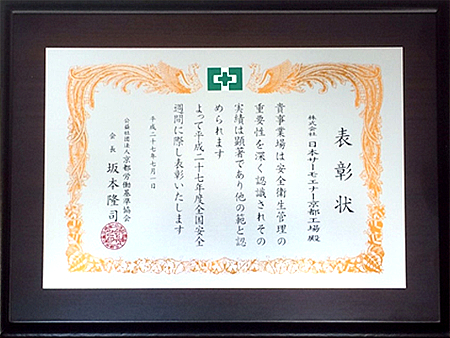 表彰状
株式会社 日本サーモエナー京都工場 殿
貴事業場は安全衛生管理の
重要性を深く認識されその
実績は顕著であり他の範と認
められます
よって平成二十七年度全国安全
週間に際し表彰いたします
平成二十七年七月一日
公益社団法人京都労働基準協会
会長 坂本隆司